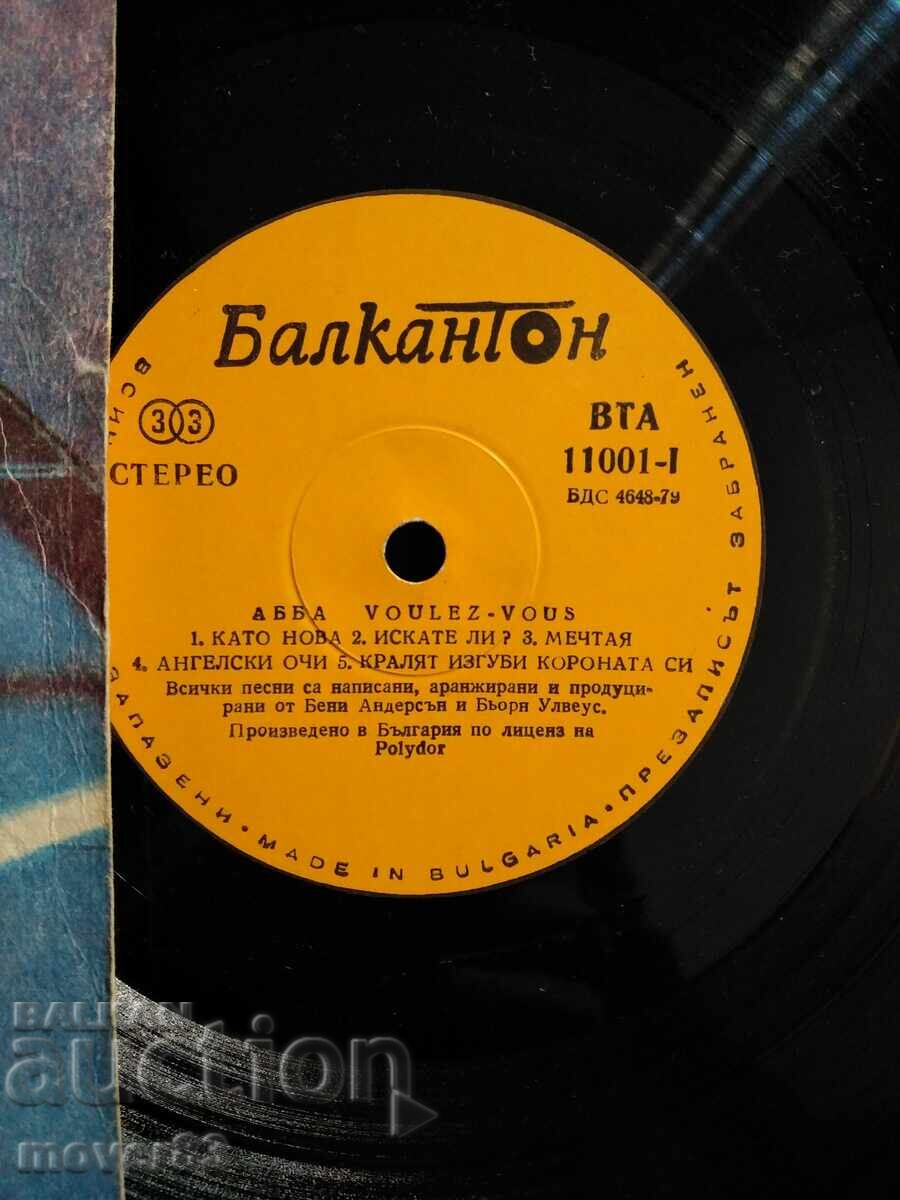 Балкантон
33
СТЕРЕО
ВТА
11001-I
БДС 4648-79
АББА VOULEZ-VOUS
1. КАТО НОВА 2. ИСКАТЕ ЛИ? 3. МЕЧТАЯ
4. АНГЕЛСКИ ОЧИ 5. КРАЛЯТ ИЗГУБИ КОРОНАТА СИ
Всички песни са написани, аранжирани и продуци-
рани от Бени Андерсън и Бьорн Улвеус.
Произведено в България по лиценз на
Polydor
ЗАПАЗЕНИ • MADE IN BULGARIA • ПРЕЗАПИСЪТ ЗАБРАНЕН
BALKAN
auction
mover83